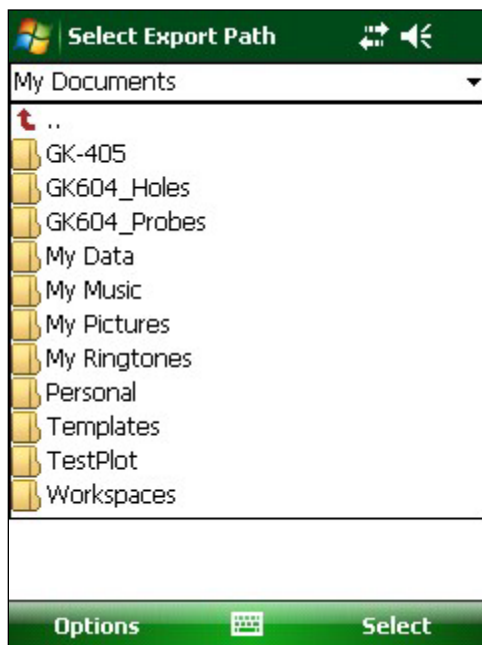 Select Export Path
My Documents
..
GK-405
GK604_Holes
GK604_Probes
My Data
My Music
My Pictures
My Ringtones
Personal
Templates
TestPlot
Workspaces
Options Select